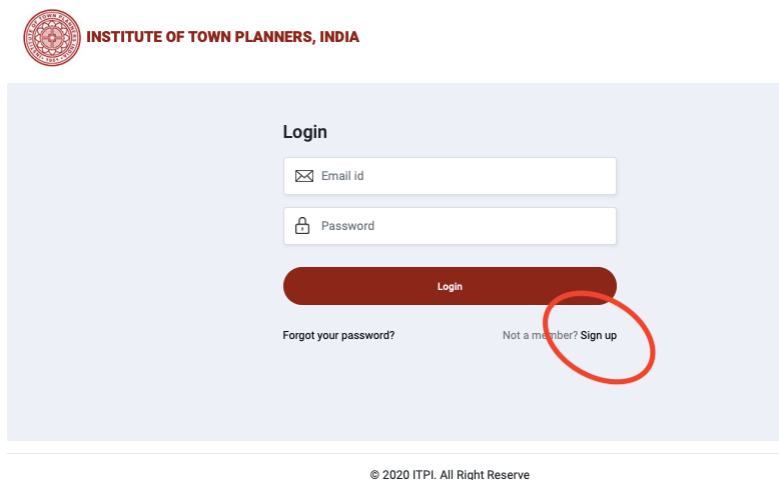 INSTITUTE OF TOWN PLANNERS, INDIA
Login
Email id
Password
Login
Forgot your password? Not a member? Sign up
© 2020 ITPI. All Right Reserve